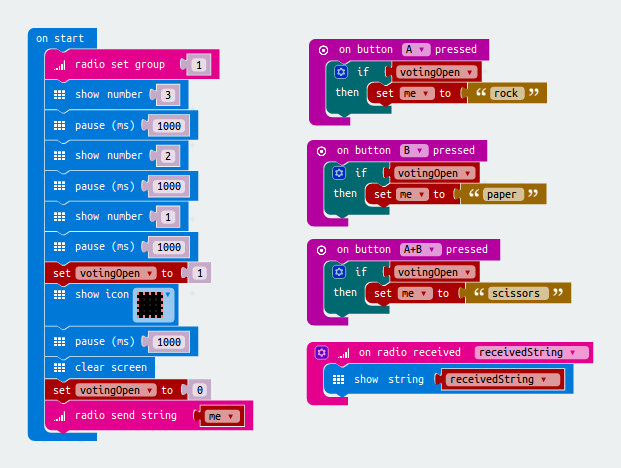 on start
radio set group 1
show number 3
pause (ms) 1000
show number 2
pause (ms) 1000
show number 1
pause (ms) 1000
set votingOpen to 1
show icon
pause (ms) 1000
clear screen
set votingOpen to 0
radio send string me
on button A pressed
if votingOpen
then set me to “ rock ”
on button B pressed
if votingOpen
then set me to “ paper ”
on button A+B pressed
if votingOpen
then set me to “ scissors ”
on radio received receivedString
show string receivedString